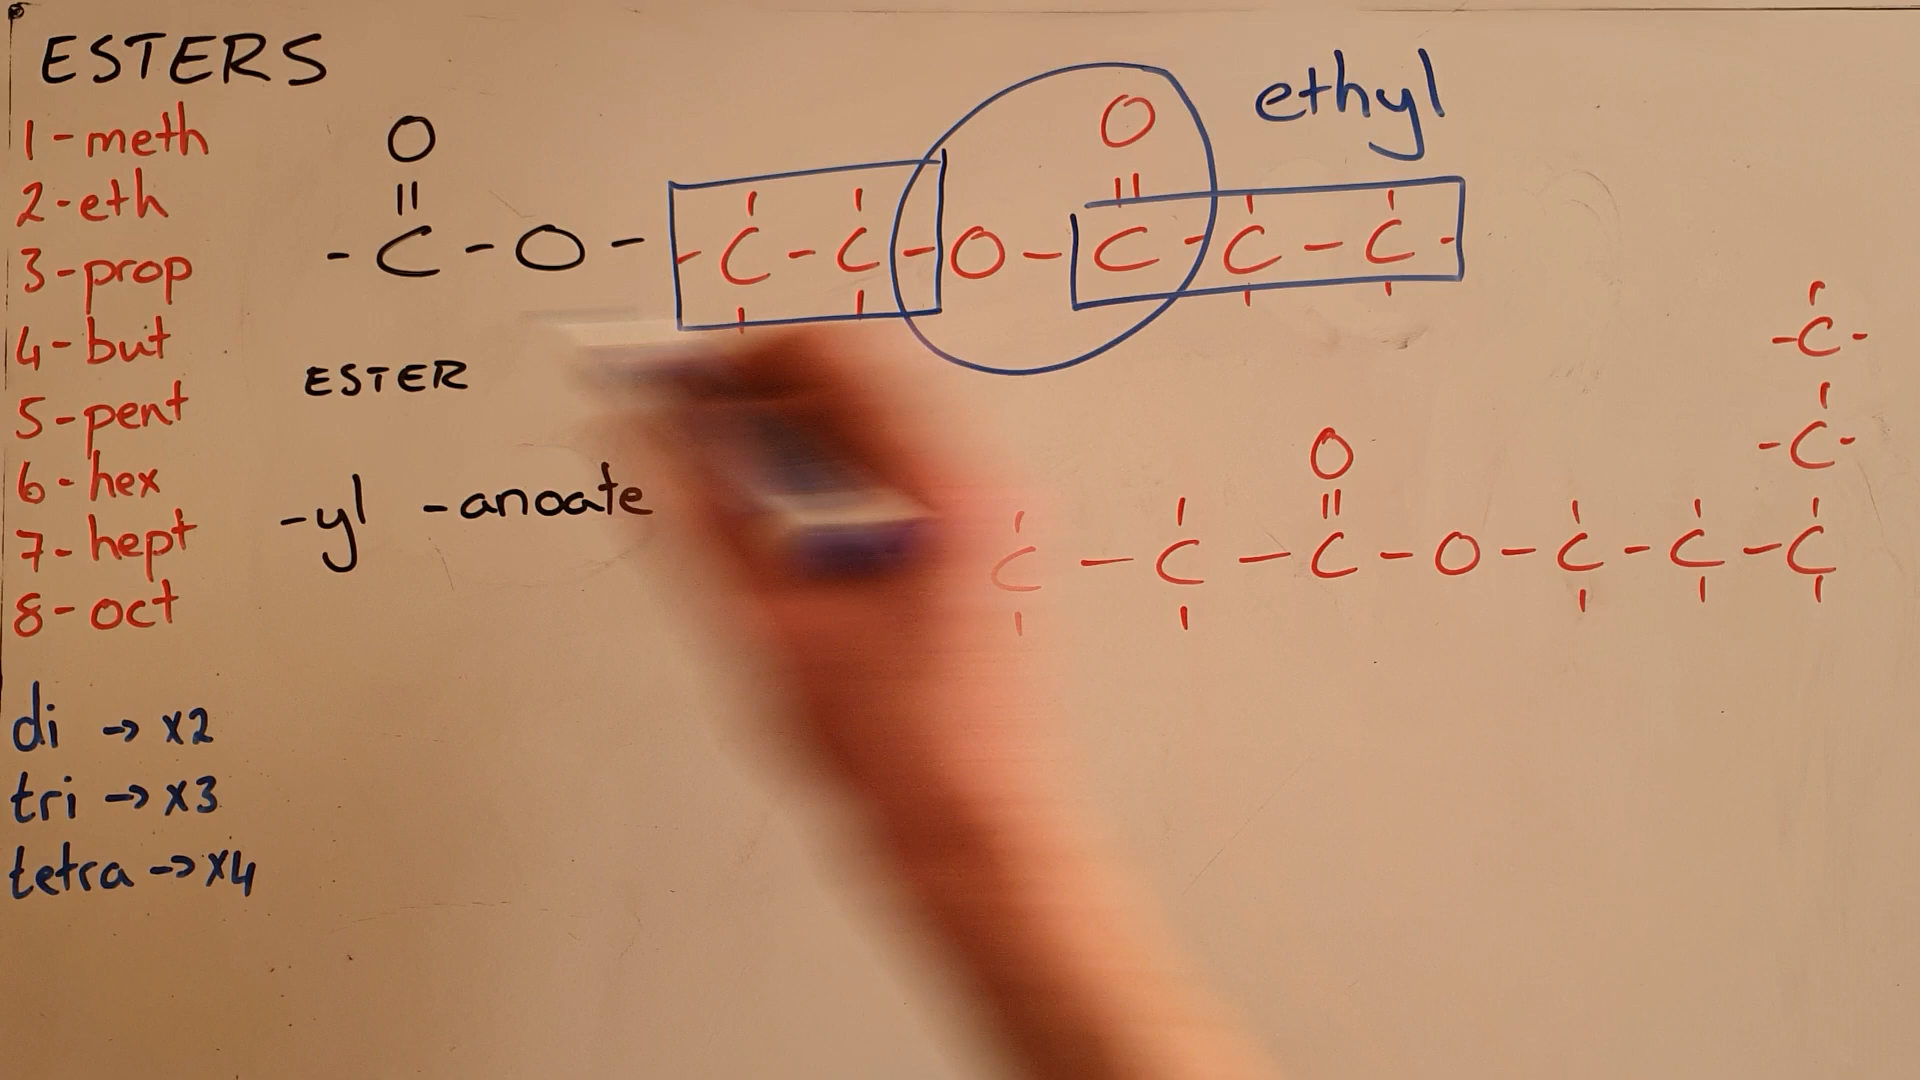 ESTERS
1-meth
2-eth
3-prop
4-but
5-pent
6-hex
7-hept
8-oct
di → x2
tri → x3
tetra → x4
O
=
-C-O-
ESTER
-yl -anoate
ethyl
O
=
-C-C-O-C-C-C-
-C-
-C-
O
=
C-C-C-O-C-C-C